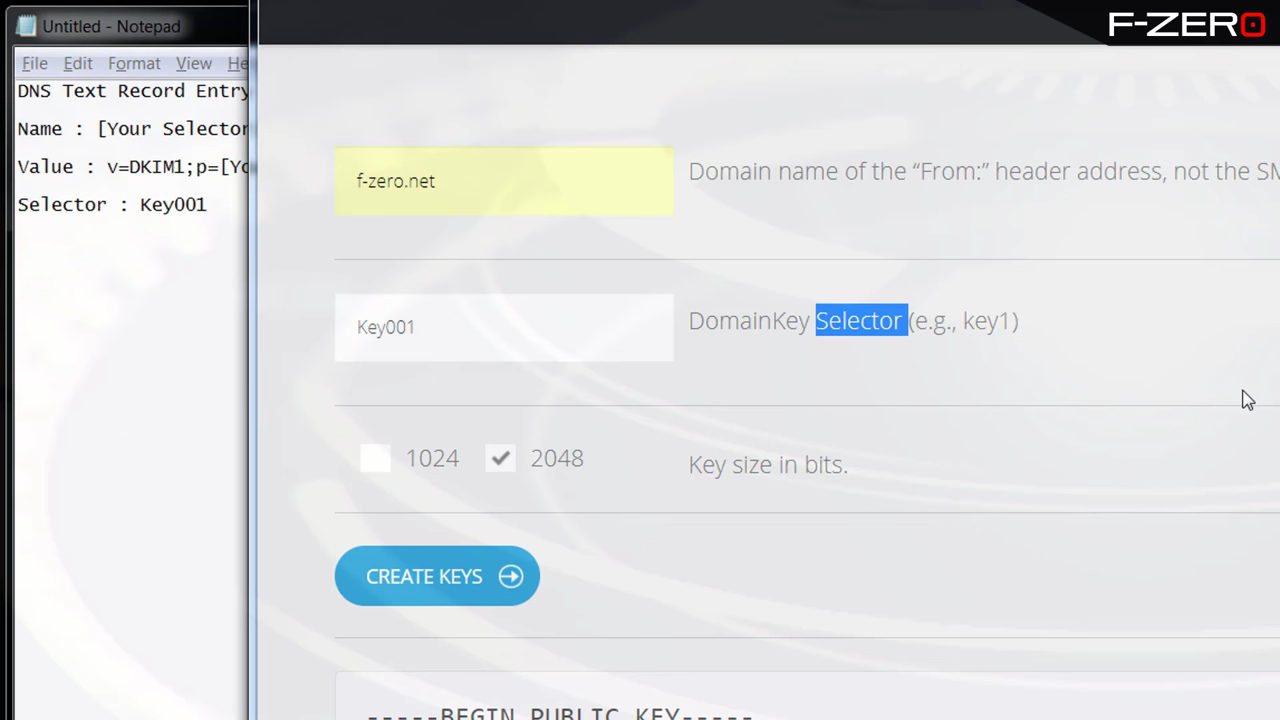 Untitled - Notepad
File Edit Format View He
DNS Text Record Entry
Name : [Your Selector
Value : v=DKIM1;p=[Yo
Selector : Key001
F-ZERO
f-zero.net
Domain name of the “From:” header address, not the SM
Key001
DomainKey Selector (e.g., key1)
1024 2048
Key size in bits.
CREATE KEYS
-----BEGIN PUBLIC KEY-----